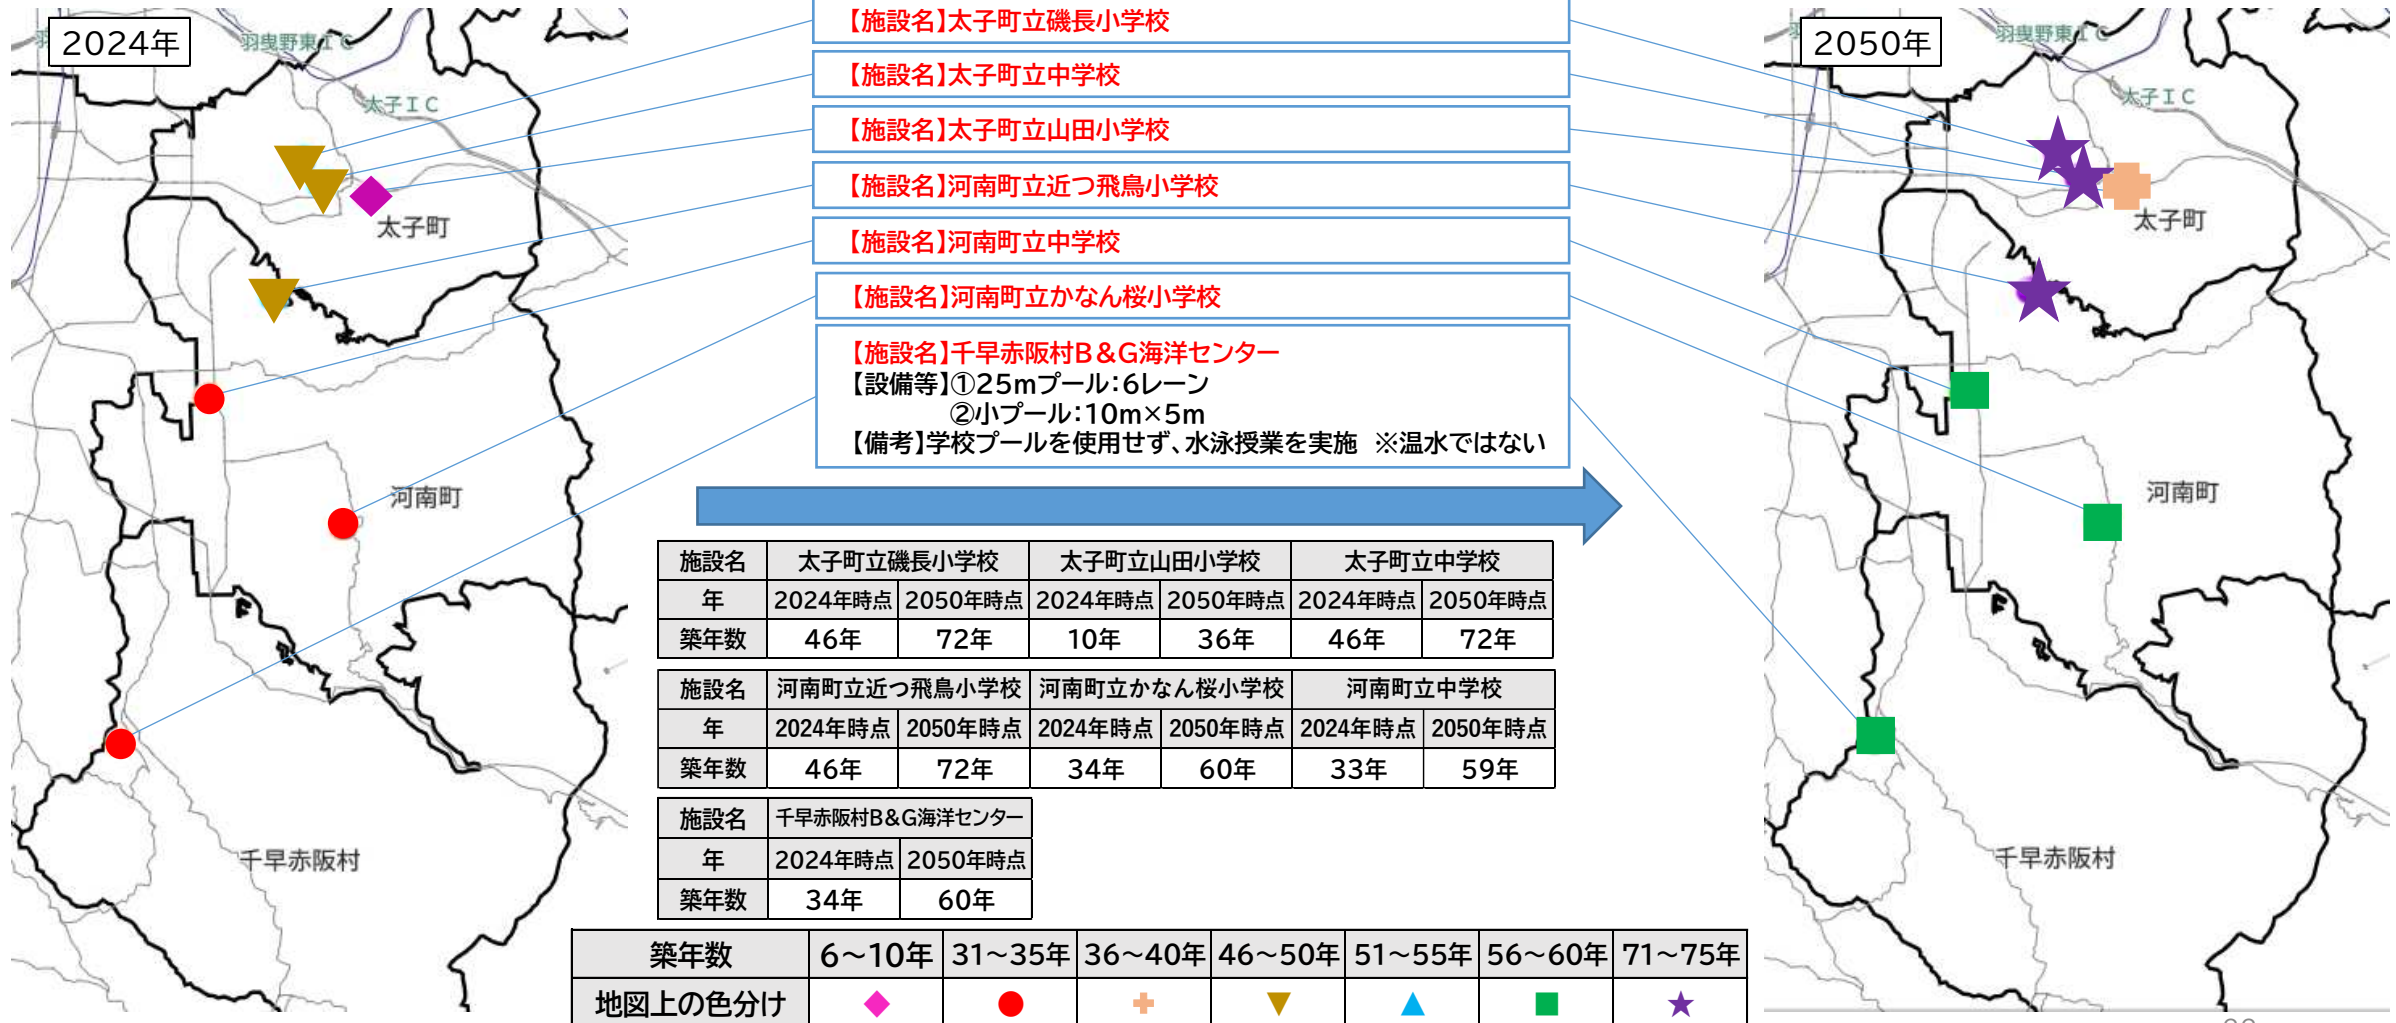 2024年
羽曳野東IC
太子IC
太子町
河南町
千早赤阪村
【施設名】太子町立磯長小学校
【施設名】太子町立中学校
【施設名】太子町立山田小学校
【施設名】河南町立近つ飛鳥小学校
【施設名】河南町立中学校
【施設名】河南町立かなん桜小学校
【施設名】千早赤阪村B&G海洋センター
【設備等】①25mプール:6レーン
②小プール:10m×5m
【備考】学校プールを使用せず、水泳授業を実施 ※温水ではない
施設名 太子町立磯長小学校 太子町立山田小学校 太子町立中学校
年 2024年時点 2050年時点 2024年時点 2050年時点 2024年時点 2050年時点
築年数 46年 72年 10年 36年 46年 72年
施設名 河南町立近つ飛鳥小学校 河南町立かなん桜小学校 河南町立中学校
年 2024年時点 2050年時点 2024年時点 2050年時点 2024年時点 2050年時点
築年数 46年 72年 34年 60年 33年 59年
施設名 千早赤阪村B&G海洋センター
年 2024年時点 2050年時点
築年数 34年 60年
築年数 6~10年 31~35年 36~40年 46~50年 51~55年 56~60年 71~75年
地図上の色分け
2050年
羽曳野東IC
太子IC
太子町
河南町
千早赤阪村